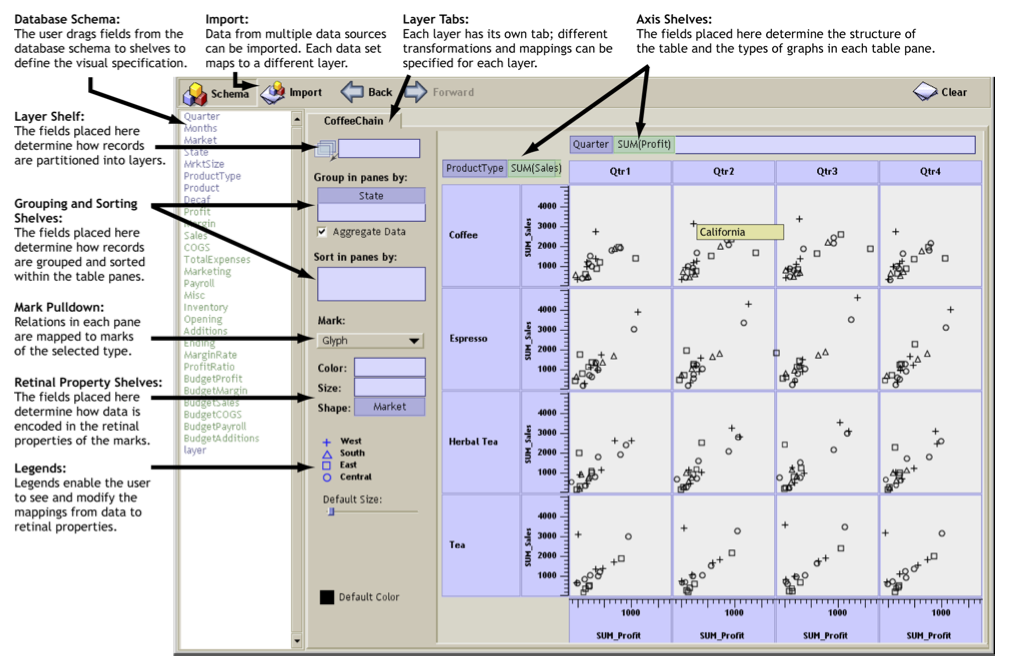 Database Schema:
The user drags fields from the
database schema to shelves to
define the visual specification.
Import:
Data from multiple data sources
can be imported. Each data set
maps to a different layer.
Layer Tabs:
Each layer has its own tab; different
transformations and mappings can be
specified for each layer.
Axis Shelves:
The fields placed here determine the structure of
the table and the types of graphs in each table pane.
Layer Shelf:
The fields placed here
determine how records
are partitioned into layers.
Grouping and Sorting
Shelves:
The fields placed here
determine how records
are grouped and sorted
within the table panes.
Mark Pulldown:
Relations in each pane
are mapped to marks
of the selected type.
Retinal Property Shelves:
The fields placed here
determine how data is
encoded in the retinal
properties of the marks.
Legends:
Legends enable the user
to see and modify the
mappings from data to
retinal properties.
Schema Import Back Forward Clear
Quarter
Months
Market
State
MrktSize
ProductType
Product
Decaf
Profit
Margin
Sales
COGS
TotalExpenses
Marketing
Payroll
Misc
Inventory
Opening
Additions
Ending
MarginRate
ProfitRatio
BudgetProfit
BudgetMargin
BudgetSales
BudgetCOGS
BudgetPayroll
BudgetAdditions
layer
CoffeeChain
Group in panes by:
State
Aggregate Data
Sort in panes by:
Mark:
Glyph
Color:
Size:
Shape: Market
West
South
East
Central
Default Size:
Default Color
Quarter SUM(Profit)
ProductType SUM(Sales)
Qtr1 Qtr2 Qtr3 Qtr4
Coffee
SUM_Sales
4000
3000
2000
1000
California
Espresso
SUM_Sales
4000
3000
2000
1000
Herbal Tea
SUM_Sales
4000
3000
2000
1000
Tea
SUM_Sales
4000
3000
2000
1000
1000 1000 1000 1000
SUM_Profit SUM_Profit SUM_Profit SUM_Profit